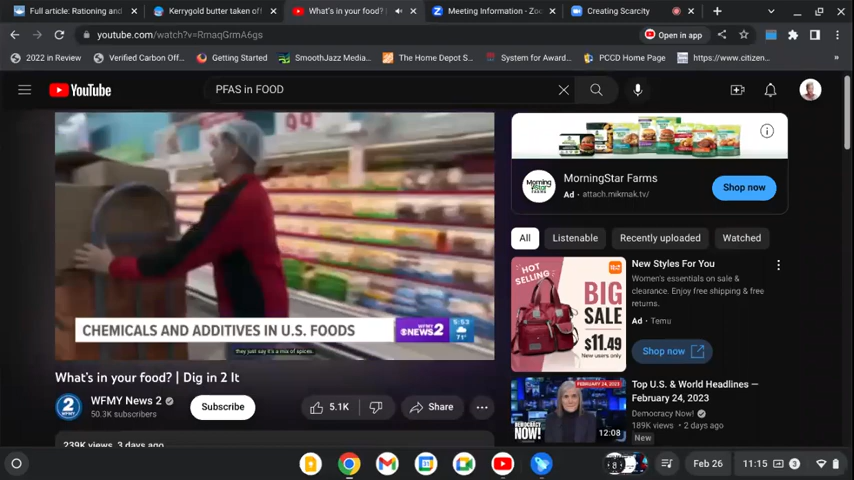 Full article: Rationing and
Kerrygold butter taken of
What's in your food?
Meeting Information - Zoo
Creating Scarcity
youtube.com/watch?v=RmaqGrmA6gs
Open in app
2022 in Review
Verified Carbon Off...
Getting Started
SmoothJazz Media...
The Home Depot S...
System for Award...
PCCD Home Page
https://www.citizen...
YouTube
PFAS in FOOD
99
CHEMICALS AND ADDITIVES IN U.S. FOODS
WFMY
NEWS 2
5:53
71°
they just say it's a mix of spices.
MorningStar Farms
Ad · attach.mikmak.tv/
Shop now
All
Listenable
Recently uploaded
Watched
HOT SELLING
BIG SALE
$11.49
New users only
New Styles For You
Women's essentials on sale &
clearance. Enjoy free shipping & free
returns.
Ad · Temu
Shop now
What's in your food? | Dig in 2 It
2
WFMY News 2
50.3K subscribers
Subscribe
5.1K
Share
239K views  3 days ago
FEBRUARY 24, 2023
DEMOCRACY NOW!
12:08
Top U.S. & World Headlines —
February 24, 2023
Democracy Now!
189K views · 2 days ago
New
8
Feb 26
11:15
3